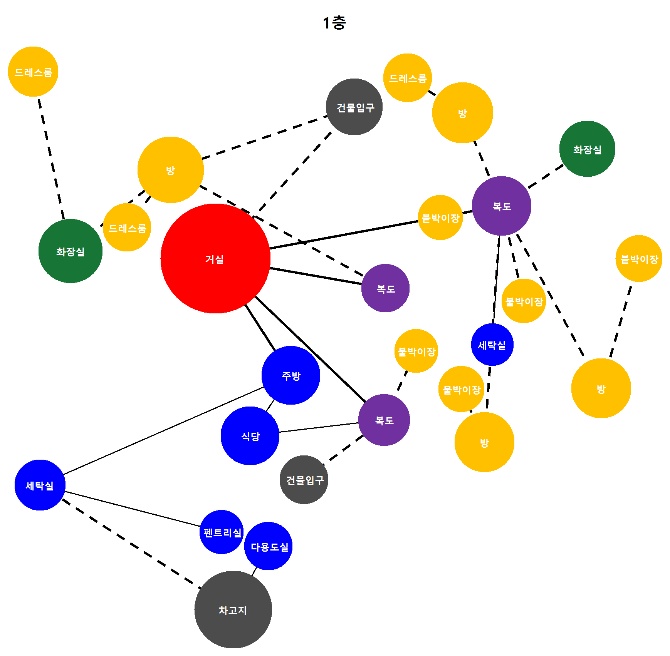 1층
드레스룸
드레스룸
건물입구
방
화장실
방
복도
붙박이장
드레스룸
화장실
거실
붙박이장
복도
붙박이장
세탁실
붙박이장
주방
붙박이장
방
복도
식당
방
건물입구
세탁실
펜트리실
다용도실
차고지